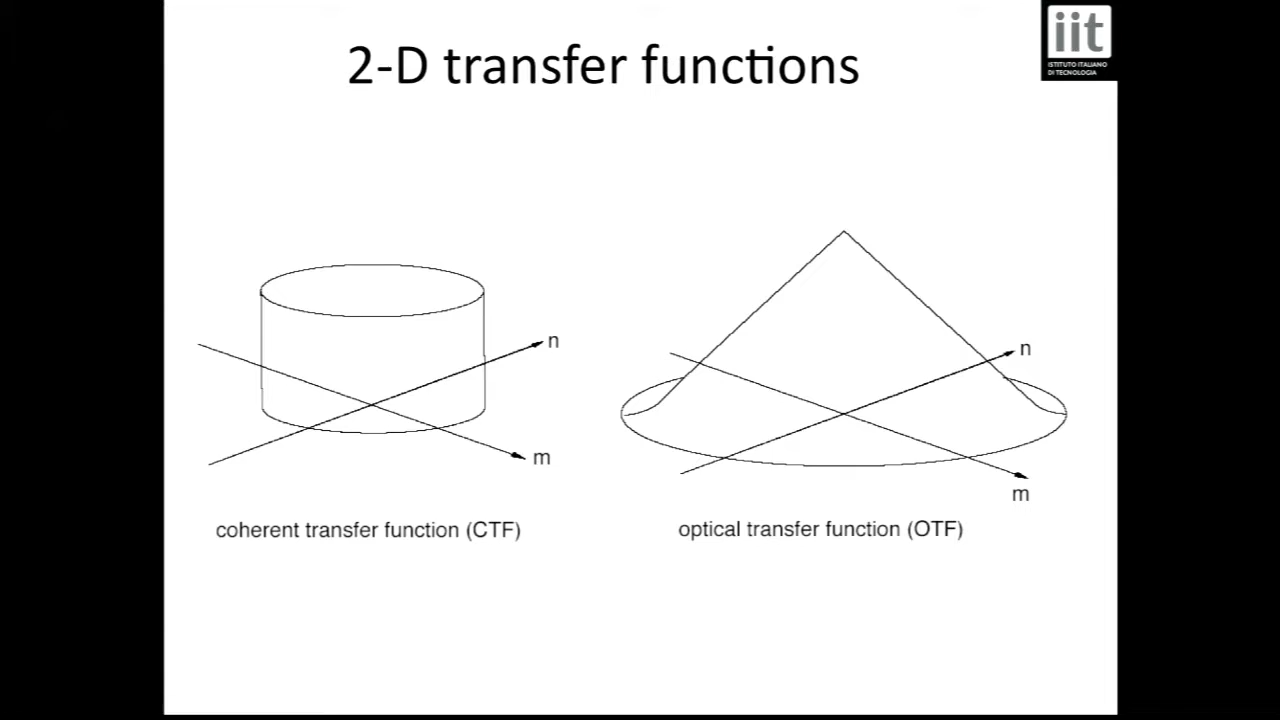 2-D transfer functions
iit
ISTITUTO ITALIANO
DI TECNOLOGIA
n
m
coherent transfer function (CTF)
n
m
optical transfer function (OTF)